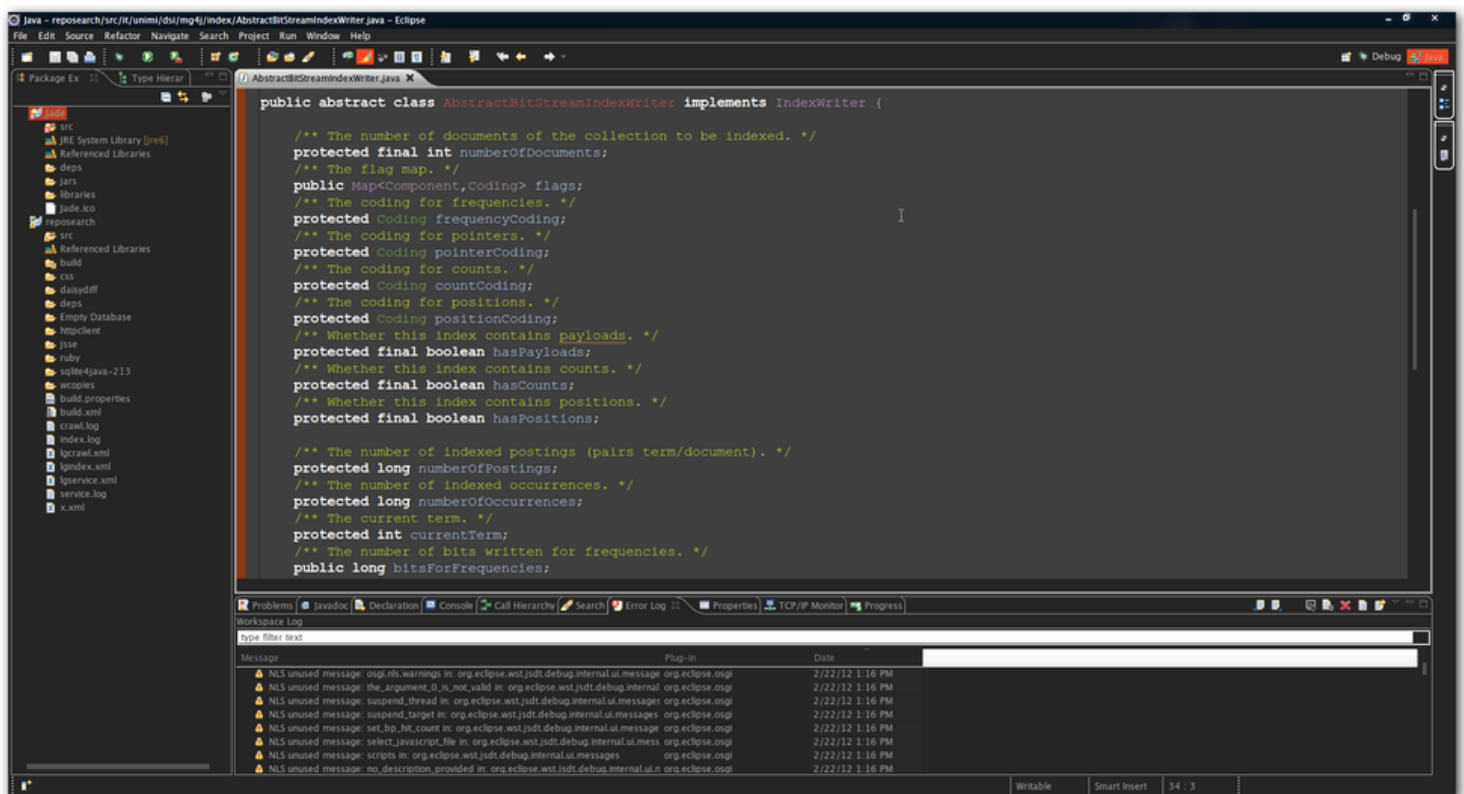 Java – reposearch/src/it/unimi/dsi/mg4j/index/AbstractBitStreamIndexWriter.java – Eclipse
File Edit Source Refactor Navigate Search Project Run Window Help
Debug Java
Package Ex Type Hierar
AbstractBitStreamIndexWriter.java
Jade
src
JRE System Library [jre6]
Referenced Libraries
deps
jars
libraries
Jade.ico
reposearch
src
Referenced Libraries
build
css
daisydiff
deps
Empty Database
httpclient
jsse
ruby
sqlite4java-213
wcopies
build.properties
build.xml
crawl.log
index.log
lgcrawl.xml
lgindex.xml
lgservice.xml
service.log
x.xml
public abstract class AbstractBitStreamIndexWriter implements IndexWriter {
/** The number of documents of the collection to be indexed. */
protected final int numberOfDocuments;
/** The flag map. */
public Map<Component,Coding> flags;
/** The coding for frequencies. */
protected Coding frequencyCoding;
/** The coding for pointers. */
protected Coding pointerCoding;
/** The coding for counts. */
protected Coding countCoding;
/** The coding for positions. */
protected Coding positionCoding;
/** Whether this index contains payloads. */
protected final boolean hasPayloads;
/** Whether this index contains counts. */
protected final boolean hasCounts;
/** Whether this index contains positions. */
protected final boolean hasPositions;
/** The number of indexed postings (pairs term/document). */
protected long numberOfPostings;
/** The number of indexed occurrences. */
protected long numberOfOccurrences;
/** The current term. */
protected int currentTerm;
/** The number of bits written for frequencies. */
public long bitsForFrequencies;
Problems Javadoc Declaration Console Call Hierarchy Search Error Log Properties TCP/IP Monitor Progress
Workspace Log
type filter text
Message Plug-in Date
NLS unused message: osgi.nls.warnings in: org.eclipse.wst.jsdt.debug.internal.ui.message org.eclipse.osgi 2/22/12 1:16 PM
NLS unused message: the_argument_0_is_not_valid in: org.eclipse.wst.jsdt.debug.internal org.eclipse.osgi 2/22/12 1:16 PM
NLS unused message: suspend_thread in: org.eclipse.wst.jsdt.debug.internal.ui.messages org.eclipse.osgi 2/22/12 1:16 PM
NLS unused message: suspend_target in: org.eclipse.wst.jsdt.debug.internal.ui.messages org.eclipse.osgi 2/22/12 1:16 PM
NLS unused message: set_bp_hit_count in: org.eclipse.wst.jsdt.debug.internal.ui.message org.eclipse.osgi 2/22/12 1:16 PM
NLS unused message: select_javascript_file in: org.eclipse.wst.jsdt.debug.internal.ui.mess org.eclipse.osgi 2/22/12 1:16 PM
NLS unused message: scripts in: org.eclipse.wst.jsdt.debug.internal.ui.messages org.eclipse.osgi 2/22/12 1:16 PM
NLS unused message: no_description_provided in: org.eclipse.wst.jsdt.debug.internal.ui.n org.eclipse.osgi 2/22/12 1:16 PM
Writable Smart Insert 34 : 3